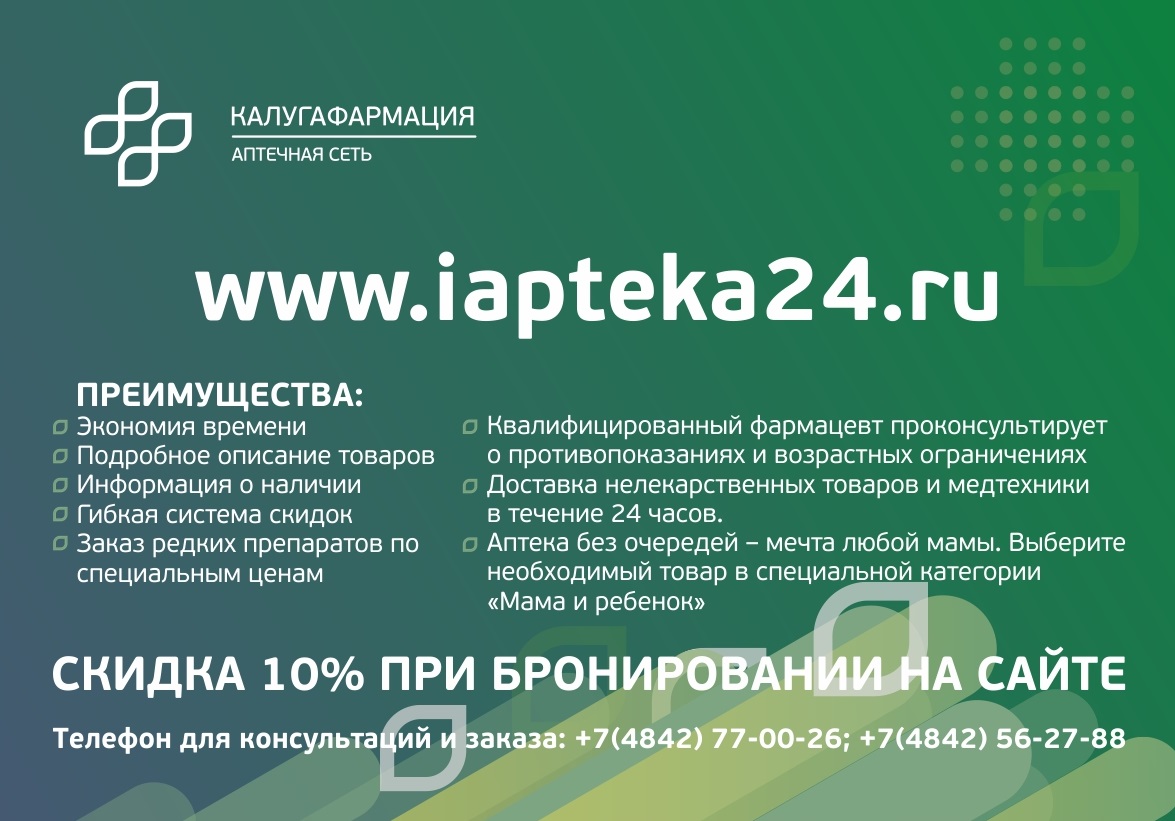 КАЛУГАФАРМАЦИЯ
АПТЕЧНАЯ СЕТЬ
www.iapteka24.ru
ПРЕИМУЩЕСТВА:
Экономия времени
Подробное описание товаров
Информация о наличии
Гибкая система скидок
Заказ редких препаратов по
специальным ценам
Квалифицированный фармацевт проконсультирует
о противопоказаниях и возрастных ограничениях
Доставка нелекарственных товаров и медтехники
в течение 24 часов.
Аптека без очередей – мечта любой мамы. Выберите
необходимый товар в специальной категории
«Мама и ребенок»
СКИДКА 10% ПРИ БРОНИРОВАНИИ НА САЙТЕ
Телефон для консультаций и заказа: +7(4842) 77-00-26; +7(4842) 56-27-88